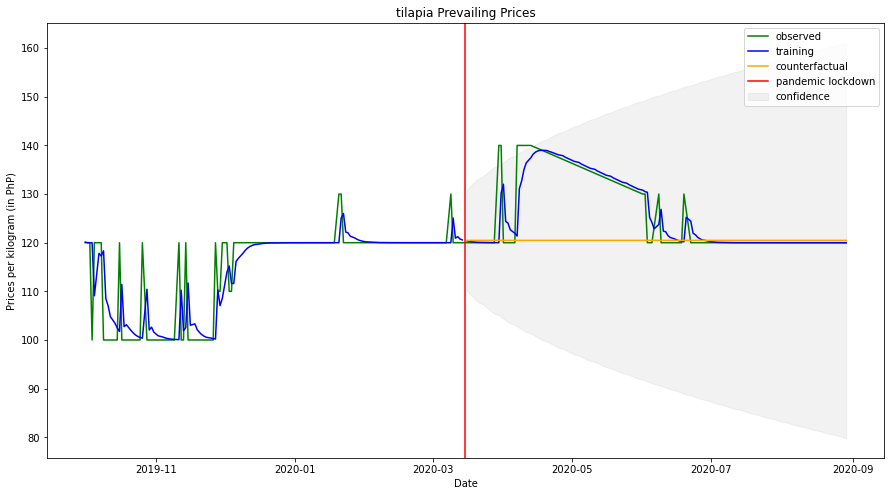 tilapia Prevailing Prices
observed
training
counterfactual
pandemic lockdown
confidence
Prices per kilogram (in PhP)
160
150
140
130
120
110
100
90
80
2019-11 2020-01 2020-03 2020-05 2020-07 2020-09
Date